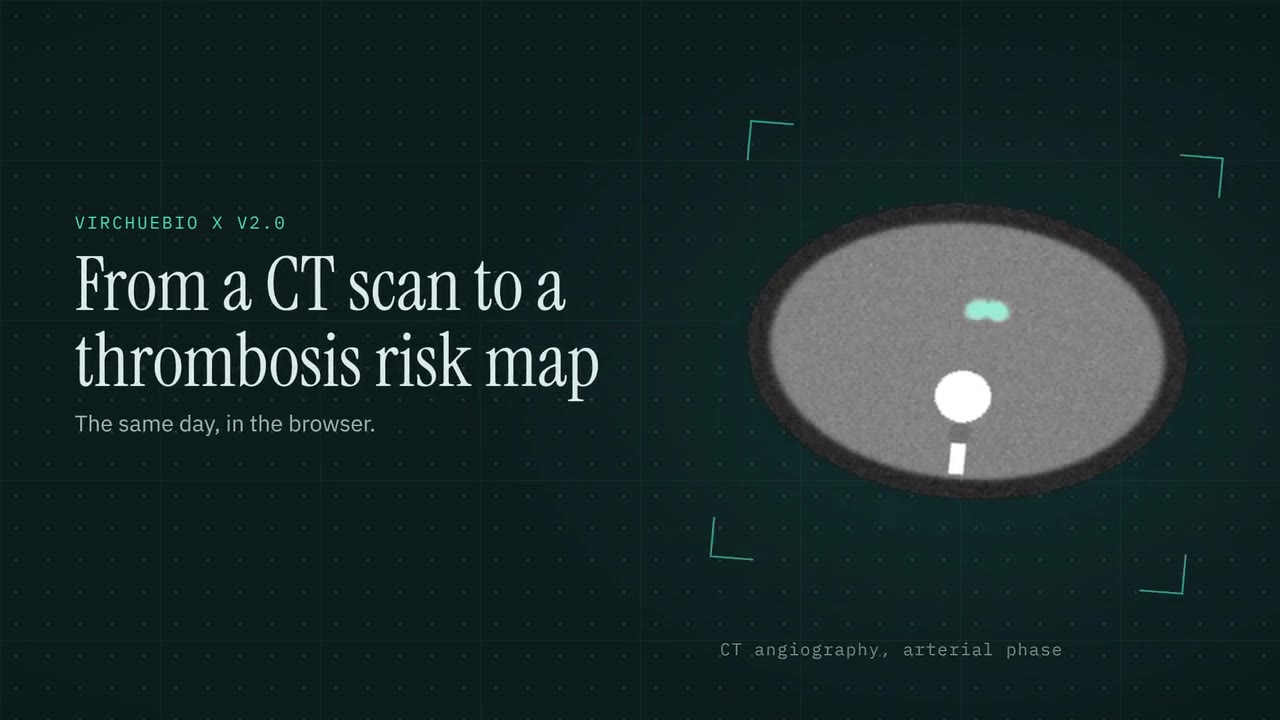 VIRCHUEBIO X V2.0
From a CT scan to a
thrombosis risk map
The same day, in the browser.
CT angiography, arterial phase